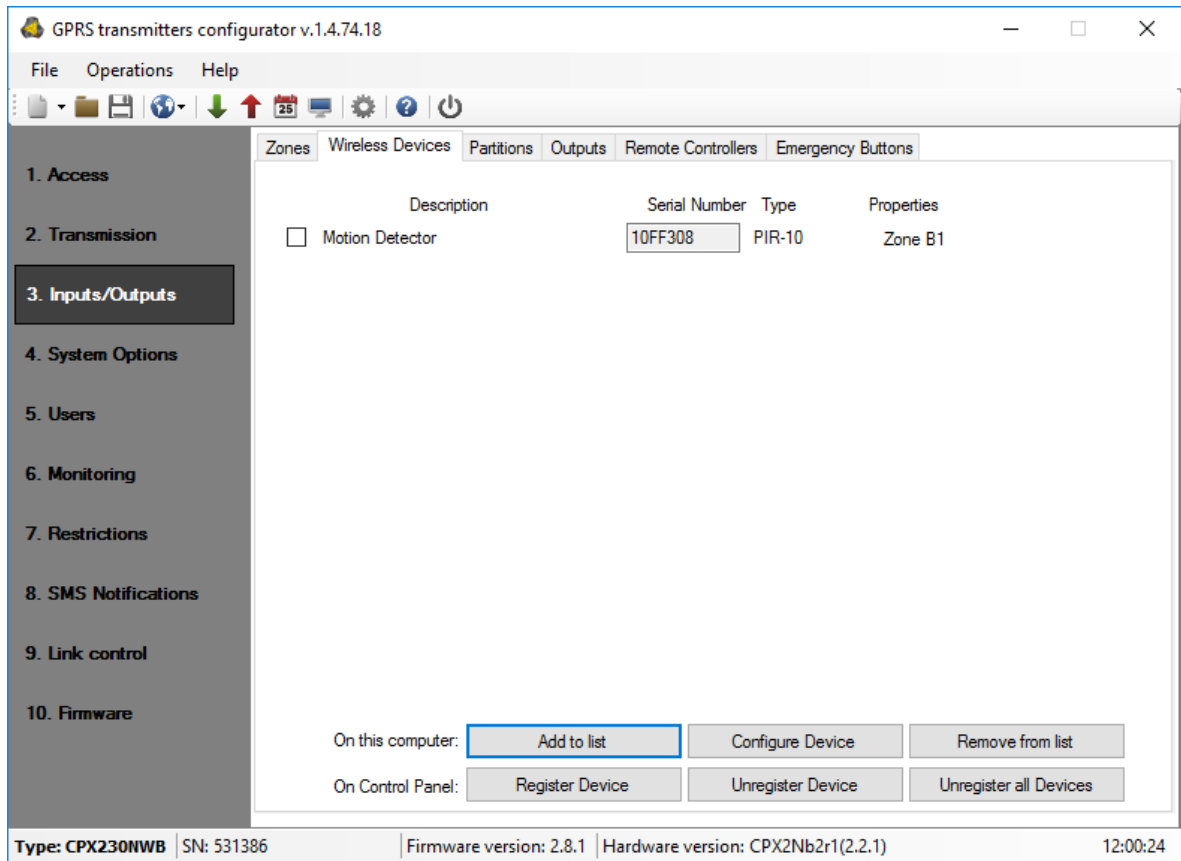 GPRS transmitters configurator v.1.4.74.18
File Operations Help
25
Zones Wireless Devices Partitions Outputs Remote Controllers Emergency Buttons
1. Access
2. Transmission
3. Inputs/Outputs
4. System Options
5. Users
6. Monitoring
7. Restrictions
8. SMS Notifications
9. Link control
10. Firmware
Description Serial Number Type Properties
Motion Detector 10FF308 PIR-10 Zone B1
On this computer: Add to list Configure Device Remove from list
On Control Panel: Register Device Unregister Device Unregister all Devices
Type: CPX230NWB SN: 531386 Firmware version: 2.8.1 Hardware version: CPX2Nb2r1(2.2.1) 12:00:24